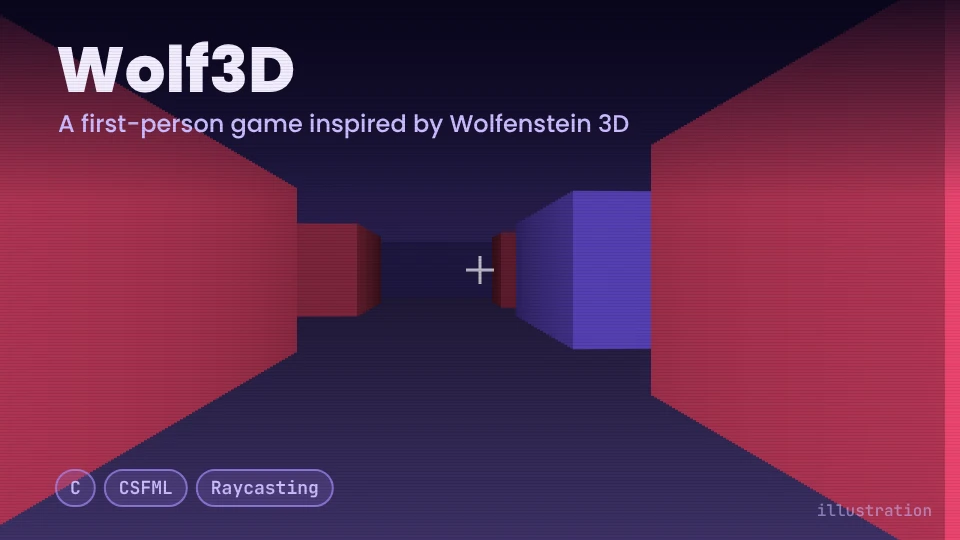 Wolf3D
A first-person game inspired by Wolfenstein 3D
C
CSFML
Raycasting
illustration